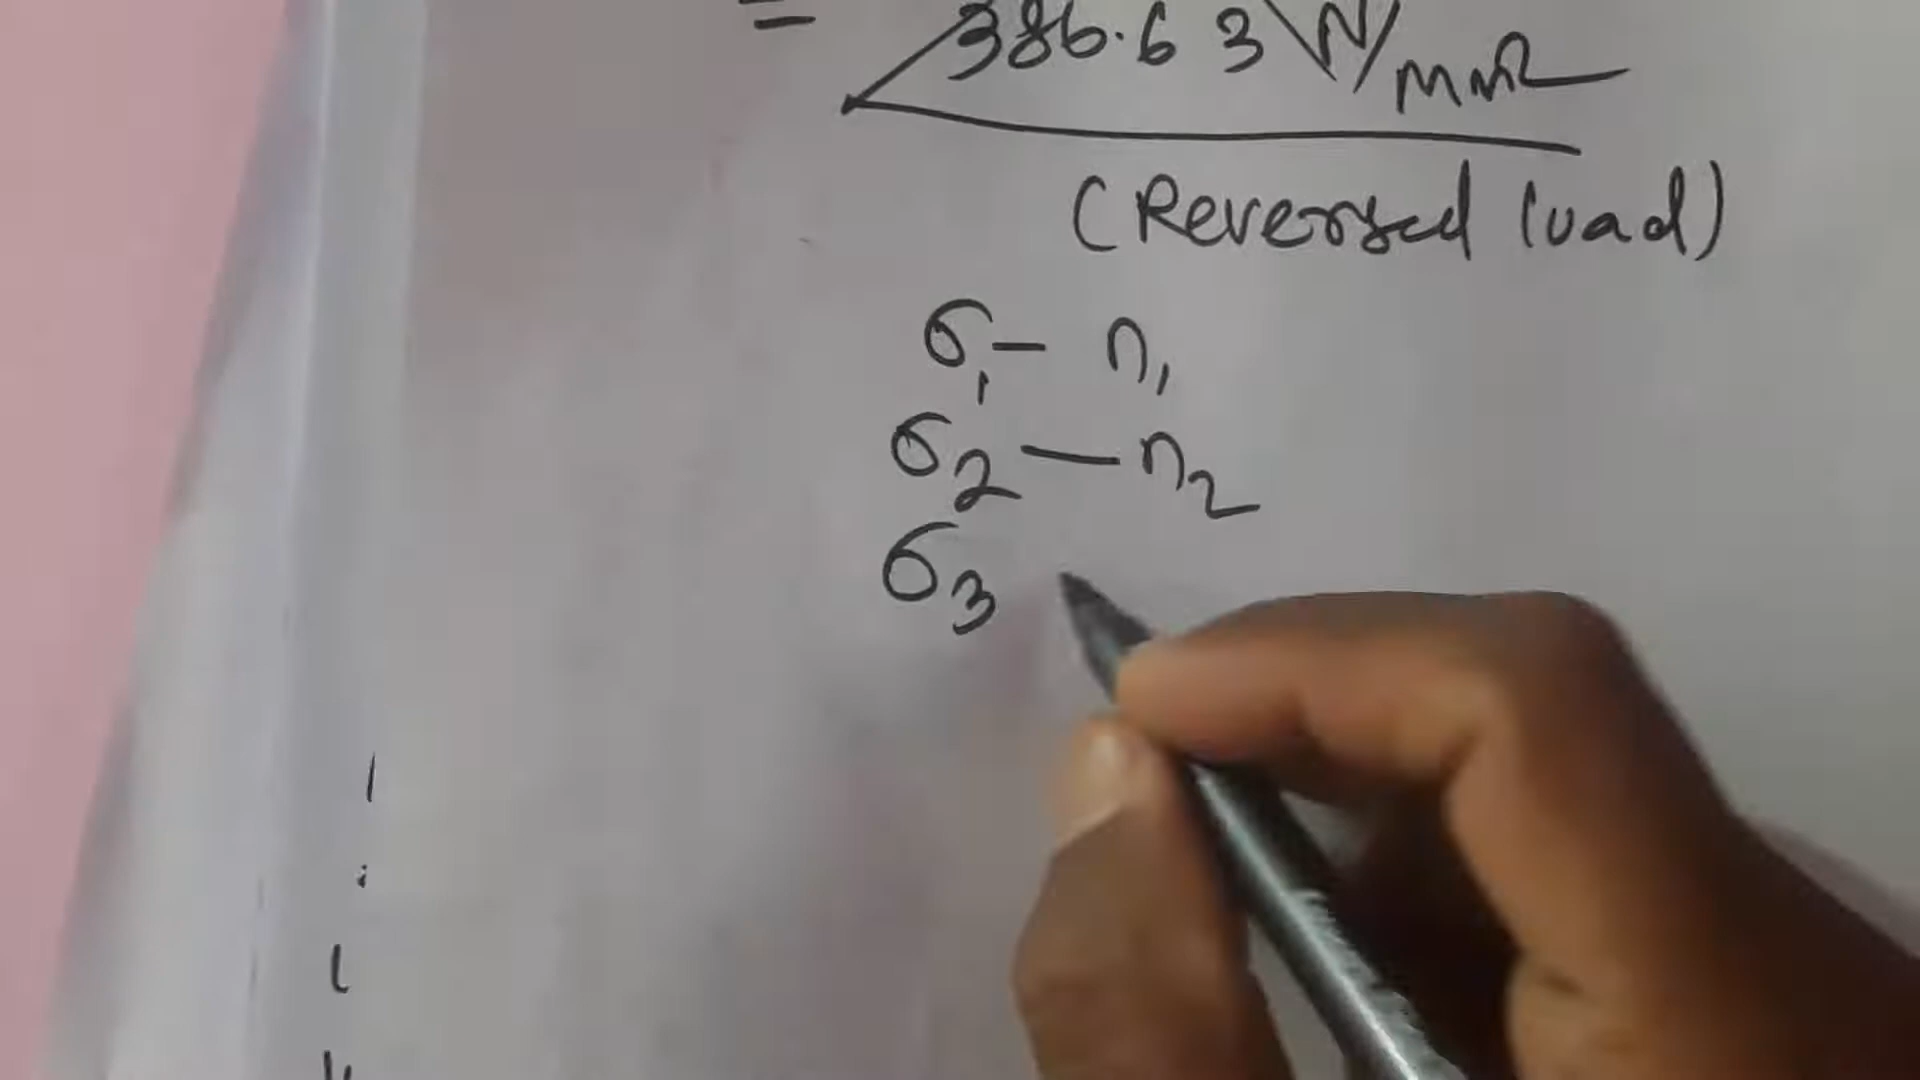 = 386.63 N/mm2
(Reversed load)
σ1 - n1
σ2 — n2
σ3